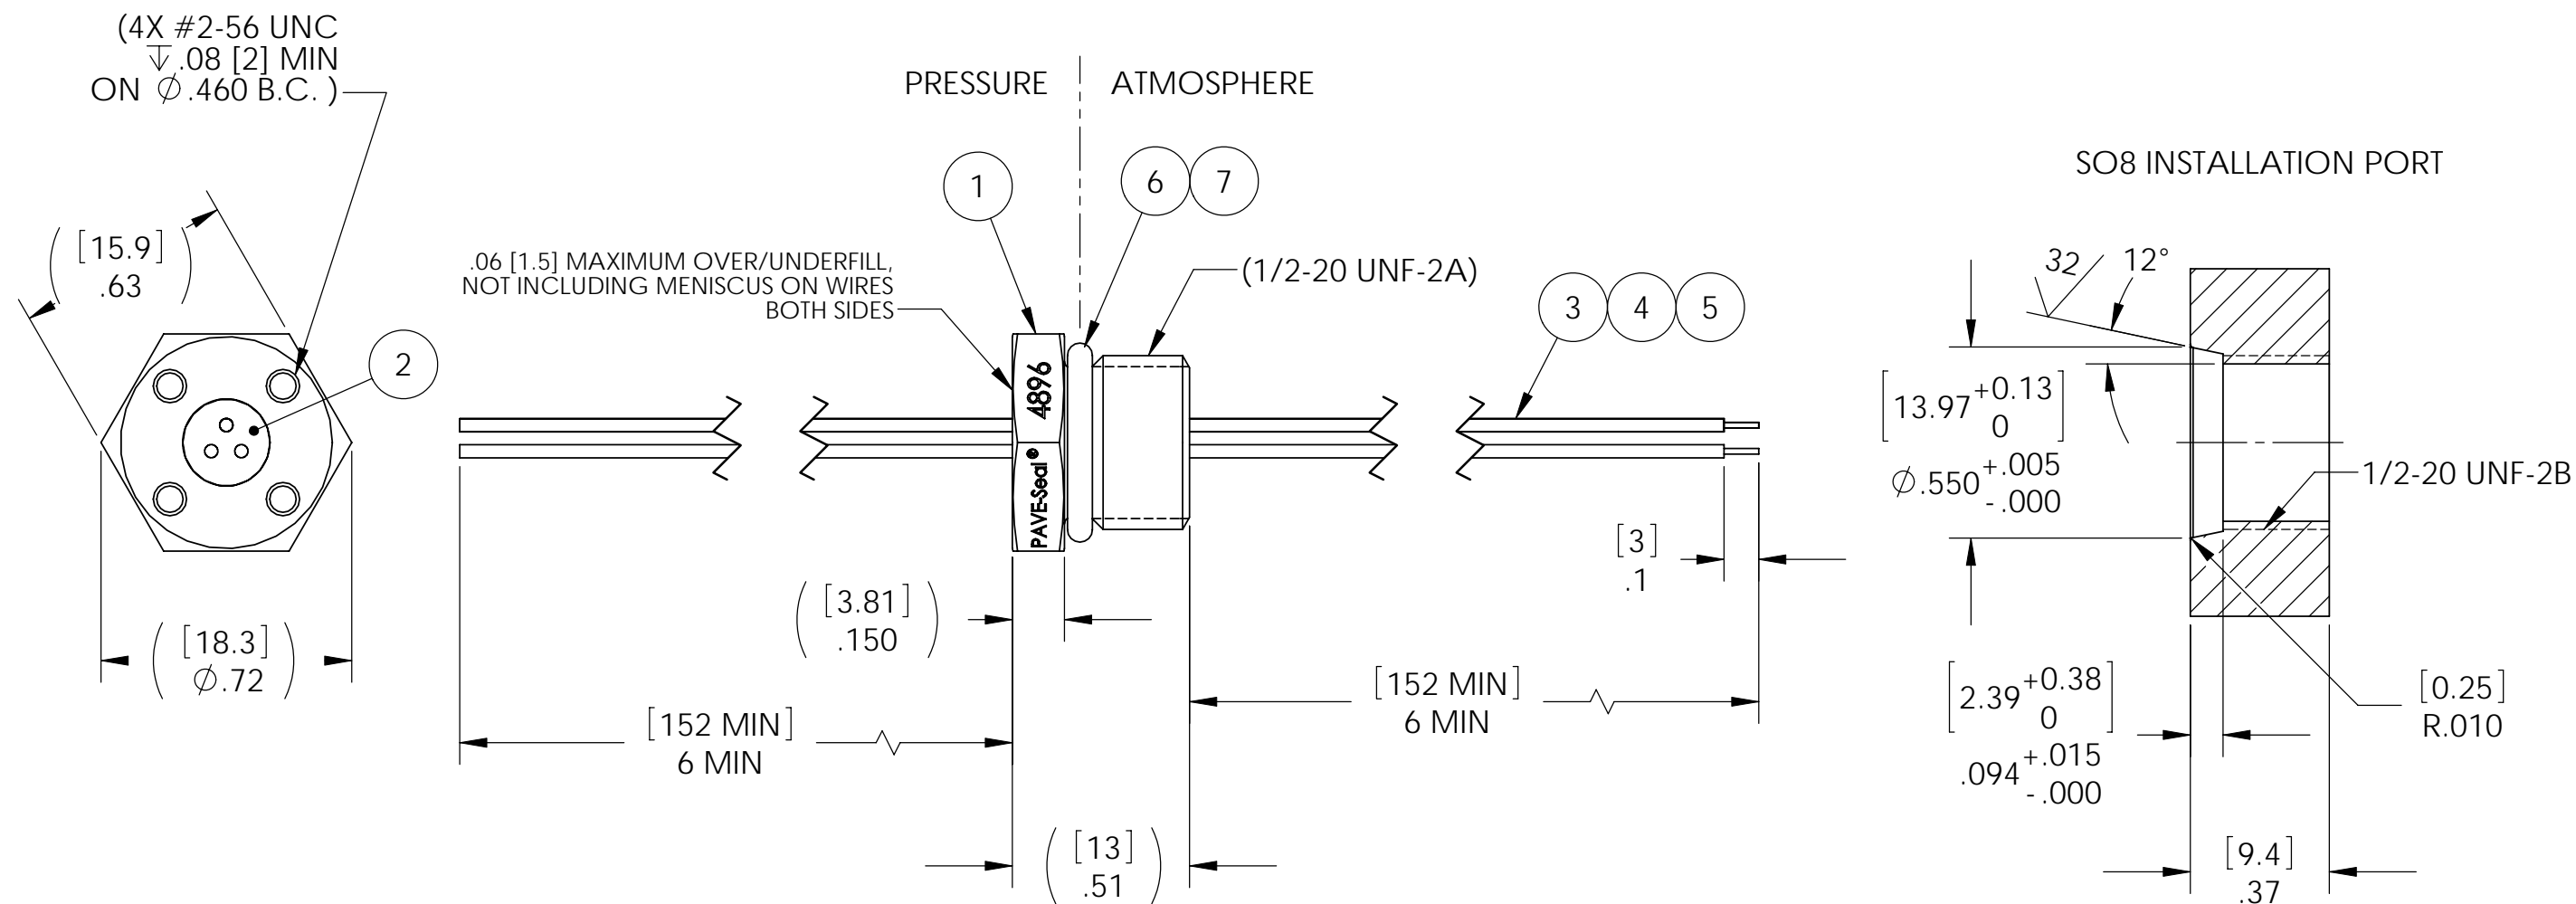 (4X #2-56 UNC
↧ .08 [2] MIN
ON ∅.460 B.C. )
PRESSURE
ATMOSPHERE
1
6
7
SO8 INSTALLATION PORT
[15.9]
.63
.06 [1.5] MAXIMUM OVER/UNDERFILL,
NOT INCLUDING MENISCUS ON WIRES
BOTH SIDES
(1/2-20 UNF-2A)
32
12°
3
4
5
2
4896
PAVE-Seal®
[13.97 +0.13
0]
∅.550 +.005
-.000
1/2-20 UNF-2B
[3]
.1
([3.81]
.150)
([18.3]
∅.72)
[152 MIN]
6 MIN
[152 MIN]
6 MIN
[2.39 +0.38
0]
.094 +.015
-.000
[0.25]
R.010
([13]
.51)
[9.4]
.37